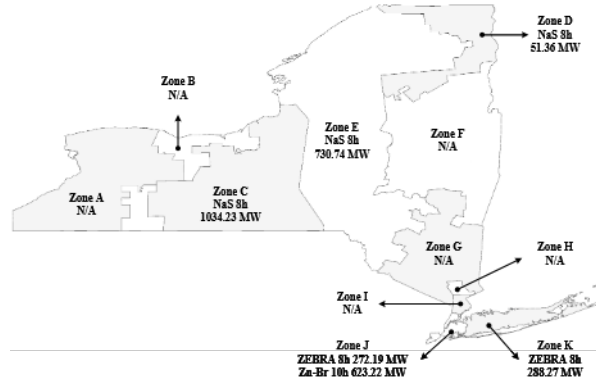 Zone D
NaS 8h
51.36 MW
Zone B
N/A
Zone E
NaS 8h
730.74 MW
Zone F
N/A
Zone A
N/A
Zone C
NaS 8h
1034.23 MW
Zone G
N/A
Zone H
N/A
Zone I
N/A
Zone J
ZEBRA 8h 272.19 MW
Zn-Br 10h 623.22 MW
Zone K
ZEBRA 8h
288.27 MW